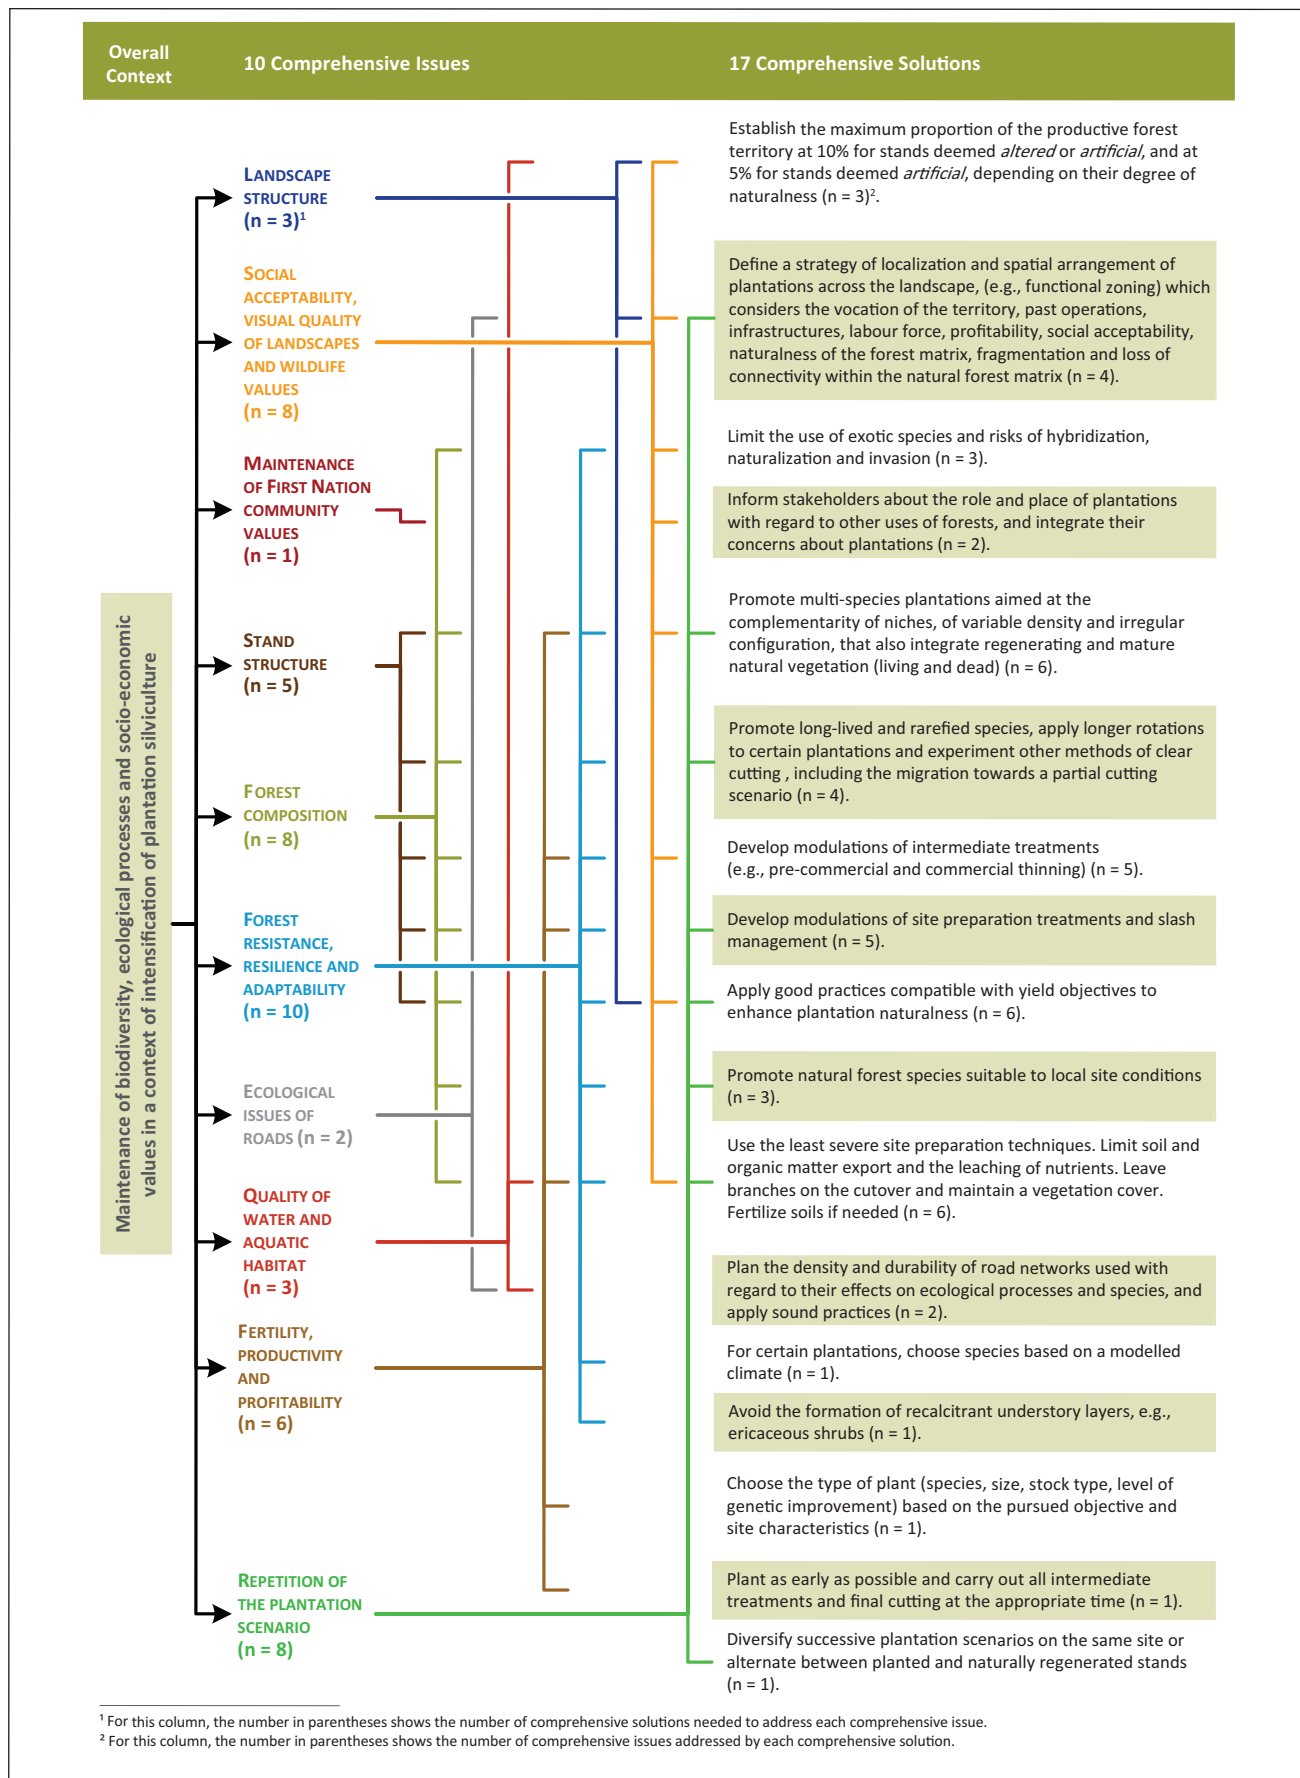 Overall
Context
10 Comprehensive Issues
17 Comprehensive Solutions
Maintenance of biodiversity, ecological processes and socio-economic
values in a context of intensification of plantation silviculture
LANDSCAPE
STRUCTURE
(n = 3)¹
SOCIAL
ACCEPTABILITY,
VISUAL QUALITY
OF LANDSCAPES
AND WILDLIFE
VALUES
(n = 8)
MAINTENANCE
OF FIRST NATION
COMMUNITY
VALUES
(n = 1)
STAND
STRUCTURE
(n = 5)
FOREST
COMPOSITION
(n = 8)
FOREST
RESISTANCE,
RESILIENCE AND
ADAPTABILITY
(n = 10)
ECOLOGICAL
ISSUES OF
ROADS (n = 2)
QUALITY OF
WATER AND
AQUATIC
HABITAT
(n = 3)
FERTILITY,
PRODUCTIVITY
AND
PROFITABILITY
(n = 6)
REPETITION OF
THE PLANTATION
SCENARIO
(n = 8)
Establish the maximum proportion of the productive forest
territory at 10% for stands deemed altered or artificial, and at
5% for stands deemed artificial, depending on their degree of
naturalness (n = 3)².
Define a strategy of localization and spatial arrangement of
plantations across the landscape, (e.g., functional zoning) which
considers the vocation of the territory, past operations,
infrastructures, labour force, profitability, social acceptability,
naturalness of the forest matrix, fragmentation and loss of
connectivity within the natural forest matrix (n = 4).
Limit the use of exotic species and risks of hybridization,
naturalization and invasion (n = 3).
Inform stakeholders about the role and place of plantations
with regard to other uses of forests, and integrate their
concerns about plantations (n = 2).
Promote multi-species plantations aimed at the
complementarity of niches, of variable density and irregular
configuration, that also integrate regenerating and mature
natural vegetation (living and dead) (n = 6).
Promote long-lived and rarefied species, apply longer rotations
to certain plantations and experiment other methods of clear
cutting , including the migration towards a partial cutting
scenario (n = 4).
Develop modulations of intermediate treatments
(e.g., pre-commercial and commercial thinning) (n = 5).
Develop modulations of site preparation treatments and slash
management (n = 5).
Apply good practices compatible with yield objectives to
enhance plantation naturalness (n = 6).
Promote natural forest species suitable to local site conditions
(n = 3).
Use the least severe site preparation techniques. Limit soil and
organic matter export and the leaching of nutrients. Leave
branches on the cutover and maintain a vegetation cover.
Fertilize soils if needed (n = 6).
Plan the density and durability of road networks used with
regard to their effects on ecological processes and species, and
apply sound practices (n = 2).
For certain plantations, choose species based on a modelled
climate (n = 1).
Avoid the formation of recalcitrant understory layers, e.g.,
ericaceous shrubs (n = 1).
Choose the type of plant (species, size, stock type, level of
genetic improvement) based on the pursued objective and
site characteristics (n = 1).
Plant as early as possible and carry out all intermediate
treatments and final cutting at the appropriate time (n = 1).
Diversify successive plantation scenarios on the same site or
alternate between planted and naturally regenerated stands
(n = 1).
¹ For this column, the number in parentheses shows the number of comprehensive solutions needed to address each comprehensive issue.
² For this column, the number in parentheses shows the number of comprehensive issues addressed by each comprehensive solution.